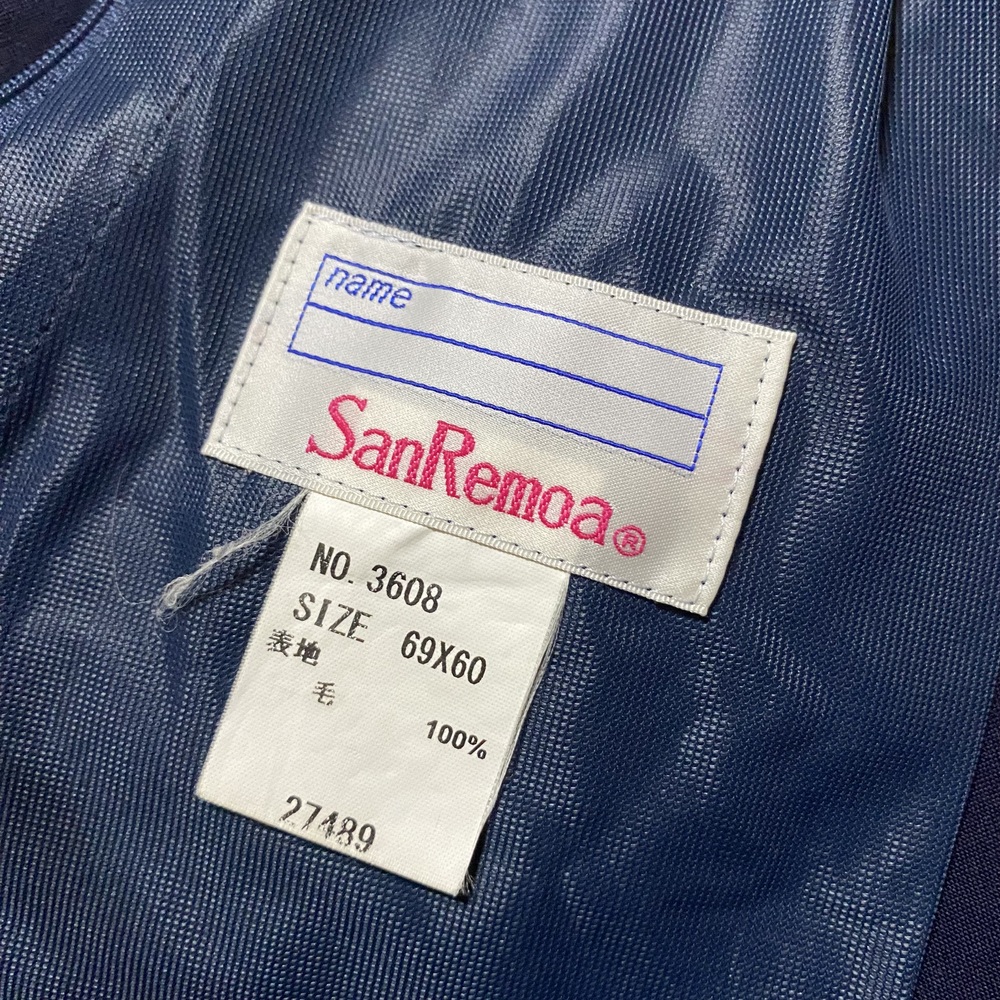 name
SanRemoa®
NO. 3608
SIZE 69X60
表地
毛
100%
27489